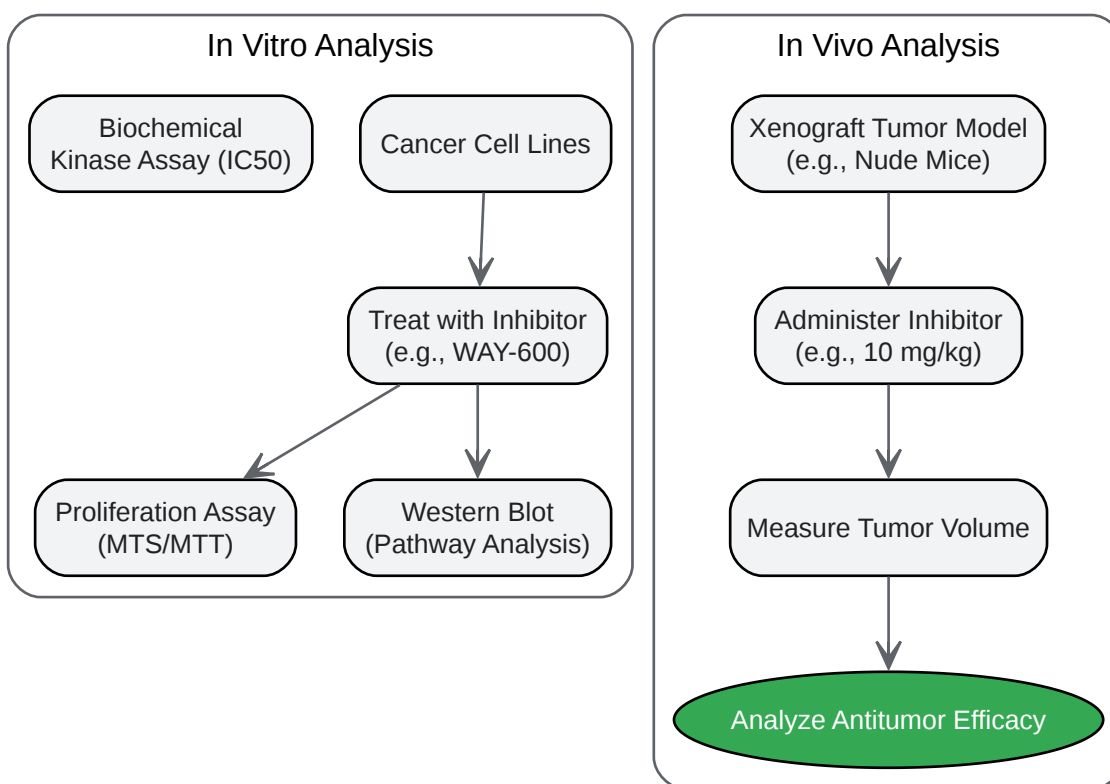 In Vitro Analysis
Biochemical
Kinase Assay (IC50)
Cancer Cell Lines
Treat with Inhibitor
(e.g., WAY-600)
Proliferation Assay
(MTS/MTT)
Western Blot
(Pathway Analysis)
In Vivo Analysis
Xenograft Tumor Model
(e.g., Nude Mice)
Administer Inhibitor
(e.g., 10 mg/kg)
Measure Tumor Volume
Analyze Antitumor Efficacy